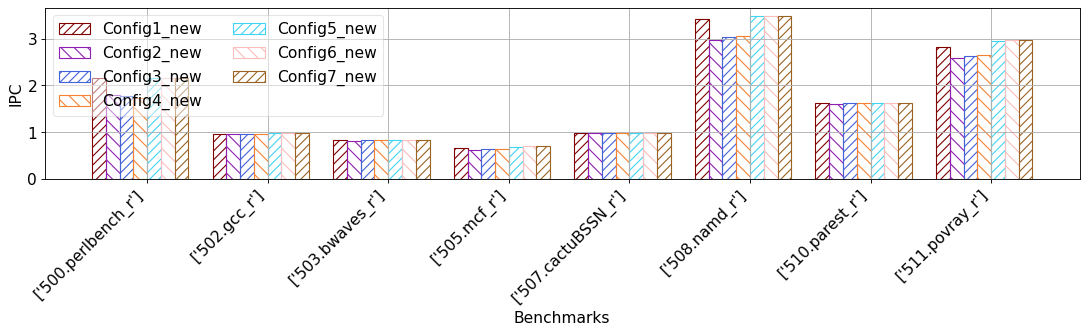 IPC
3
2
1
0
Config1_new
Config2_new
Config3_new
Config4_new
Config5_new
Config6_new
Config7_new
['500.perlbench_r']
['502.gcc_r']
['503.bwaves_r']
['505.mcf_r']
['507.cactuBSSN_r']
['508.namd_r']
['510.parest_r']
['511.povray_r']
Benchmarks